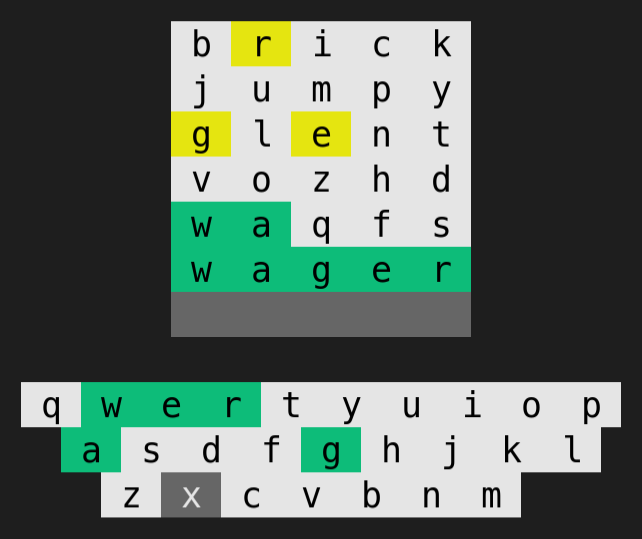 b r i c k
j u m p y
g l e n t
v o z h d
w a q f s
w a g e r
q w e r t y u i o p
a s d f g h j k l
z x c v b n m